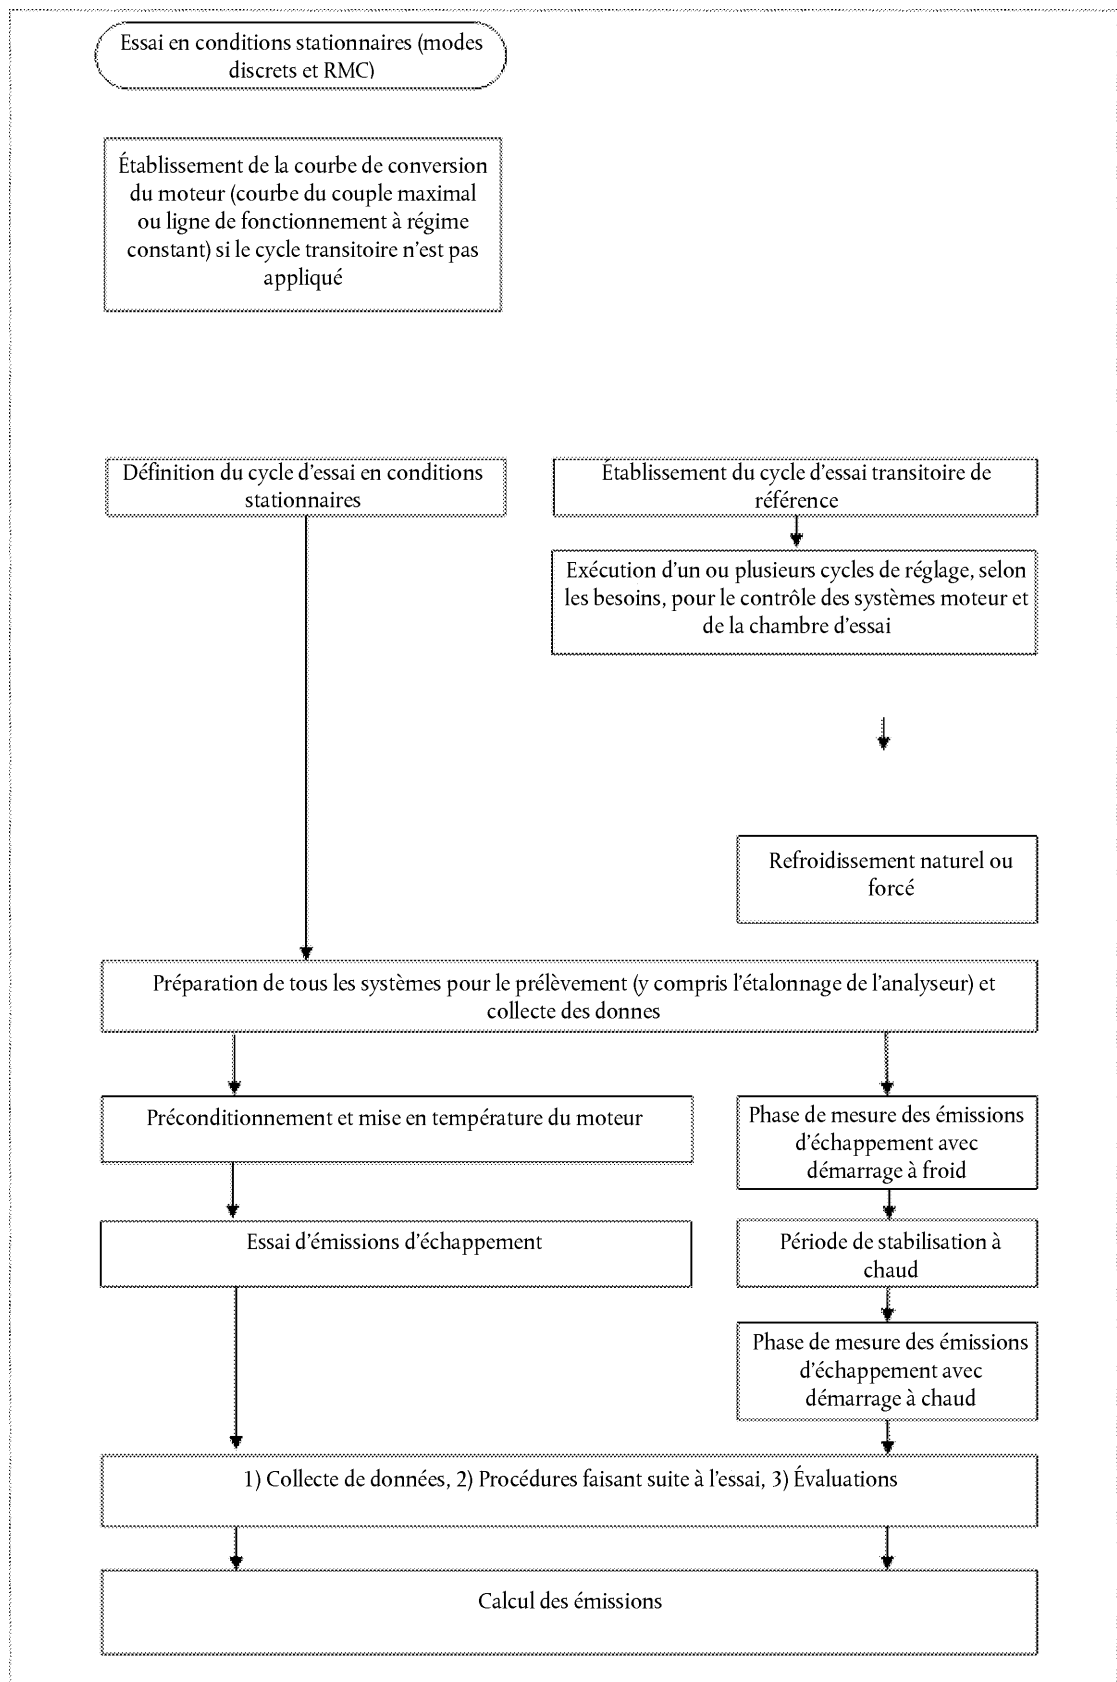 Essai en conditions stationnaires (modes
discrets et RMC)
Établissement de la courbe de conversion
du moteur (courbe du couple maximal
ou ligne de fonctionnement à régime
constant) si le cycle transitoire n'est pas
appliqué
Définition du cycle d'essai en conditions
stationnaires
Établissement du cycle d'essai transitoire de
référence
Exécution d'un ou plusieurs cycles de réglage, selon
les besoins, pour le contrôle des systèmes moteur et
de la chambre d'essai
Refroidissement naturel ou
forcé
Préparation de tous les systèmes pour le prélèvement (y compris l'étalonnage de l'analyseur) et
collecte des donnes
Préconditionnement et mise en température du moteur
Phase de mesure des émissions
d'échappement avec
démarrage à froid
Essai d'émissions d'échappement
Période de stabilisation à
chaud
Phase de mesure des émissions
d'échappement avec
démarrage à chaud
1) Collecte de données, 2) Procédures faisant suite à l'essai, 3) Évaluations
Calcul des émissions